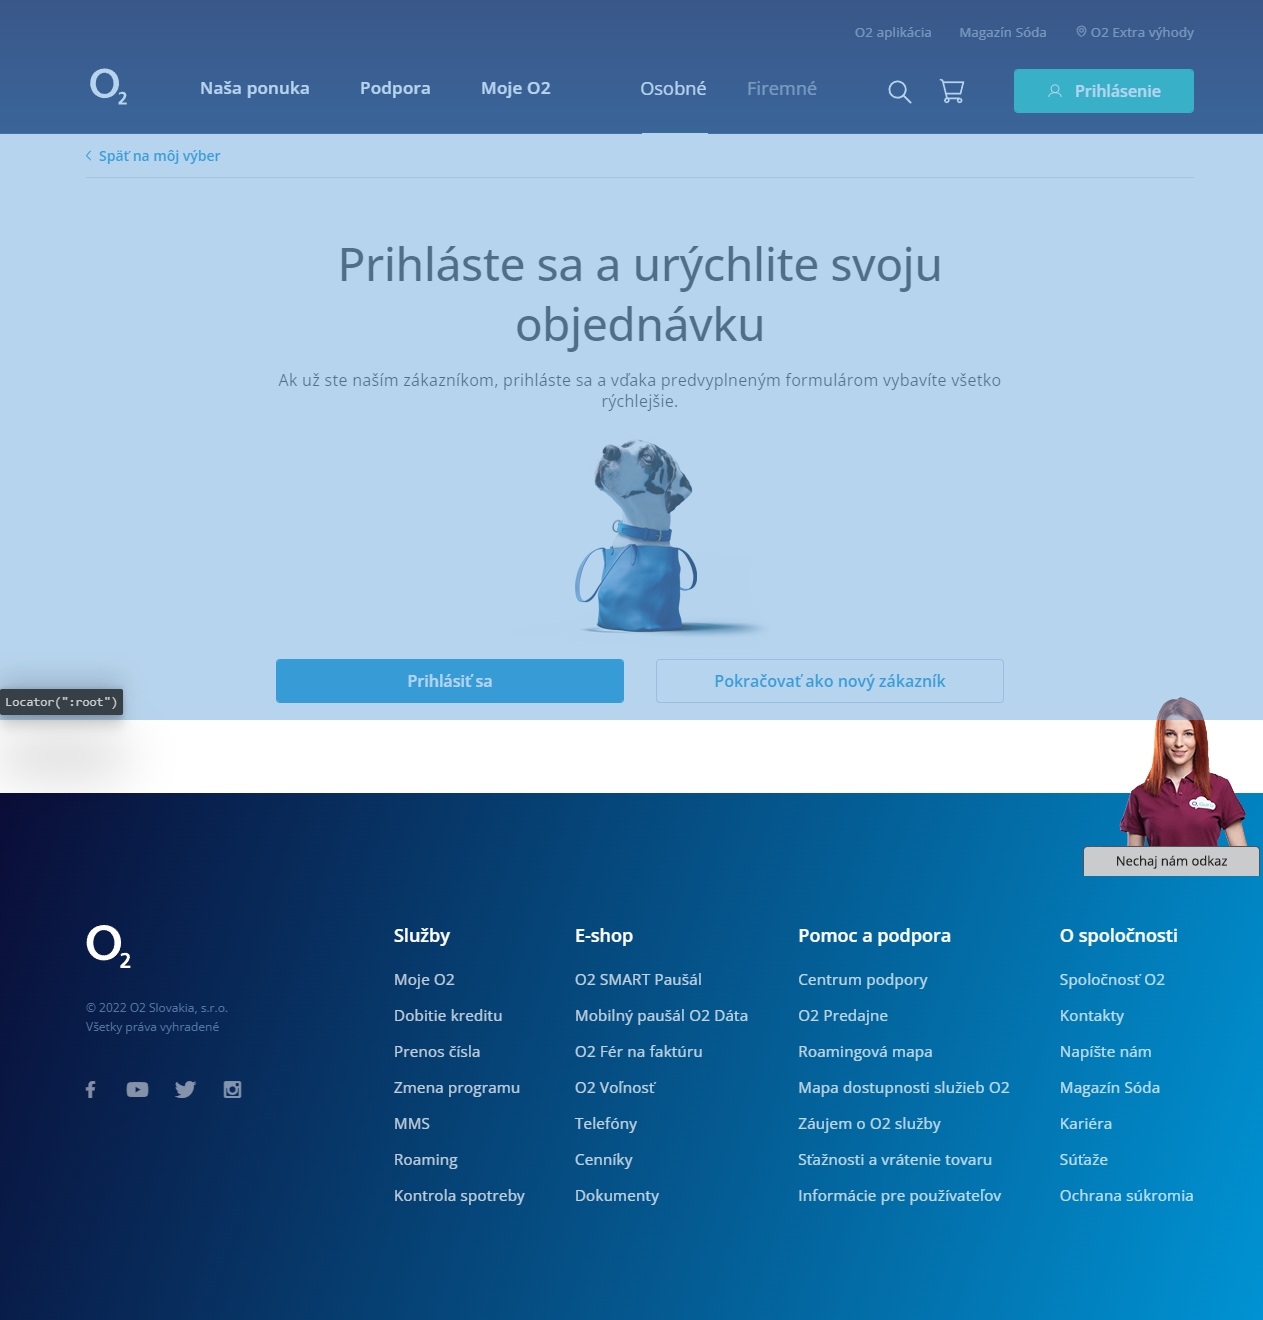 O2 aplikácia Magazín Sóda O2 Extra výhody
O2 Naša ponuka Podpora Moje O2 Osobné Firemné Prihlásenie
Späť na môj výber
Prihláste sa a urýchlite svoju
objednávku
Ak už ste naším zákazníkom, prihláste sa a vďaka predvyplneným formulárom vybavíte všetko
rýchlejšie.
Prihlásiť sa Pokračovať ako nový zákazník
Locator(":root")
Nechaj nám odkaz
O2
© 2022 O2 Slovakia, s.r.o.
Všetky práva vyhradené
Služby
Moje O2
Dobitie kreditu
Prenos čísla
Zmena programu
MMS
Roaming
Kontrola spotreby
E-shop
O2 SMART Paušál
Mobilný paušál O2 Dáta
O2 Fér na faktúru
O2 Voľnosť
Telefóny
Cenníky
Dokumenty
Pomoc a podpora
Centrum podpory
O2 Predajne
Roamingová mapa
Mapa dostupnosti služieb O2
Záujem o O2 služby
Sťažnosti a vrátenie tovaru
Informácie pre používateľov
O spoločnosti
Spoločnosť O2
Kontakty
Napíšte nám
Magazín Sóda
Kariéra
Súťaže
Ochrana súkromia